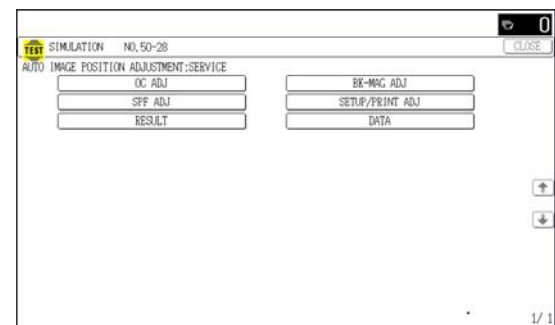 0
TEST SIMULATION NO.50-28 CLOSE
AUTO IMAGE POSITION ADJUSTMENT:SERVICE
OC ADJ BK-MAG ADJ
SPF ADJ SETUP/PRINT ADJ
RESULT DATA
1/ 1